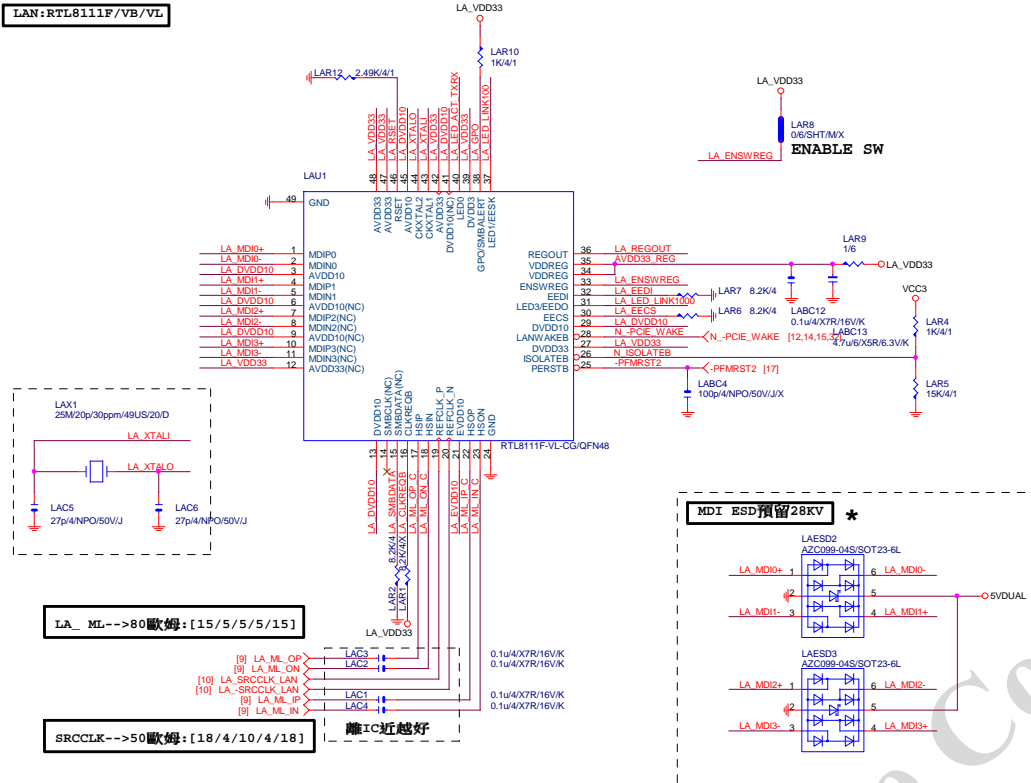 LAN:RTL8111F/VB/VL
LA_VDD33
LAR10
1K/4/1
LAR12 2.49K/4/1
LA_VDD33
LA_VDD33
LA_RSET
LA_DVDD10
LA_XTALO
LA_XTALI
LA_VDD33
LA_DVDD10
LA_LED_ACT_TXRX
LA_VDD33
LA_GPO
LA_LED_LINK100
48
47
46
45
44
43
42
41
40
39
38
37
LA_VDD33
LAR8
0/6/SHT/M/X
ENABLE SW
LA_ENSWREG
LAU1
49 GND
AVDD33
AVDD33
RSET
AVDD10
CKXTAL2
CKXTAL1
AVDD33
DVDD10(NC)
LED0
DVDD3
GPO/SMBALERT
LED1/EESK
LA_MDI0+ 1 MDIP0
LA_MDI0- 2 MDIN0
LA_DVDD10 3 AVDD10
LA_MDI1+ 4 MDIP1
LA_MDI1- 5 MDIN1
LA_DVDD10 6 AVDD10(NC)
LA_MDI2+ 7 MDIP2(NC)
LA_MDI2- 8 MDIN2(NC)
LA_DVDD10 9 AVDD10(NC)
LA_MDI3+ 10 MDIP3(NC)
LA_MDI3- 11 MDIN3(NC)
LA_VDD33 12 AVDD33(NC)
REGOUT 36 LA_REGOUT
VDDREG 35 AVDD33_REG
VDDREG 34
ENSWREG 33 LA_ENSWREG
EEDI 32 LA_EEDI
LED3/EEDO 31 LA_LED_LINK1000
EECS 30 LA_EECS
DVDD10 29 LA_DVDD10
LANWAKEB 28 N_-PCIE_WAKE
DVDD33 27 LA_VDD33
ISOLATEB 26 N_ISOLATEB
PERSTB 25 -PFMRST2
LAR7 8.2K/4
LAR6 8.2K/4
N_-PCIE_WAKE [12,14,15,32]
-PFMRST2 [17]
LABC4
100p/4/NPO/50V/J/X
LAR9
1/6
LA_VDD33
LABC12
0.1u/4/X7R/16V/K
LABC13
4.7u/6/X5R/6.3V/K
VCC3
LAR4
1K/4/1
LAR5
15K/4/1
DVDD10
SMBCLK(NC)
SMBDATA(NC)
CLKREQB
HSIP
HSIN
REFCLK_P
REFCLK_N
EVDD10
HSOP
HSON
GND
RTL8111F-VL-CG/QFN48
13
14
15
16
17
18
19
20
21
22
23
24
LA_DVDD10
LA_SMBDATA
LA_CLKREQB
LA_ML_OP_C
LA_ML_ON_C
LA_EVDD10
LA_ML_IP_C
LA_ML_IN_C
LAX1
25M/20p/30ppm/49US/20/D
LA_XTALI
LA_XTALO
LAC5
27p/4/NPO/50V/J
LAC6
27p/4/NPO/50V/J
8.2K/4
8.2K/4/X
LAR2
LAR1
LA_VDD33
LA_ ML-->80歐姆:[15/5/5/5/15]
[9] LA_ML_OP LAC3 0.1u/4/X7R/16V/K
[9] LA_ML_ON LAC2 0.1u/4/X7R/16V/K
[10] LA_SRCCLK_LAN
[10] LA_-SRCCLK_LAN
[9] LA_ML_IP LAC1 0.1u/4/X7R/16V/K
[9] LA_ML_IN LAC4 0.1u/4/X7R/16V/K
離IC近越好
SRCCLK-->50歐姆:[18/4/10/4/18]
MDI ESD預留28KV *
LAESD2
AZC099-04S/SOT23-6L
LA_MDI0+ 1 6 LA_MDI0-
2 5 5VDUAL
LA_MDI1- 3 4 LA_MDI1+
LAESD3
AZC099-04S/SOT23-6L
LA_MDI2+ 1 6 LA_MDI2-
2 5
LA_MDI3- 3 4 LA_MDI3+